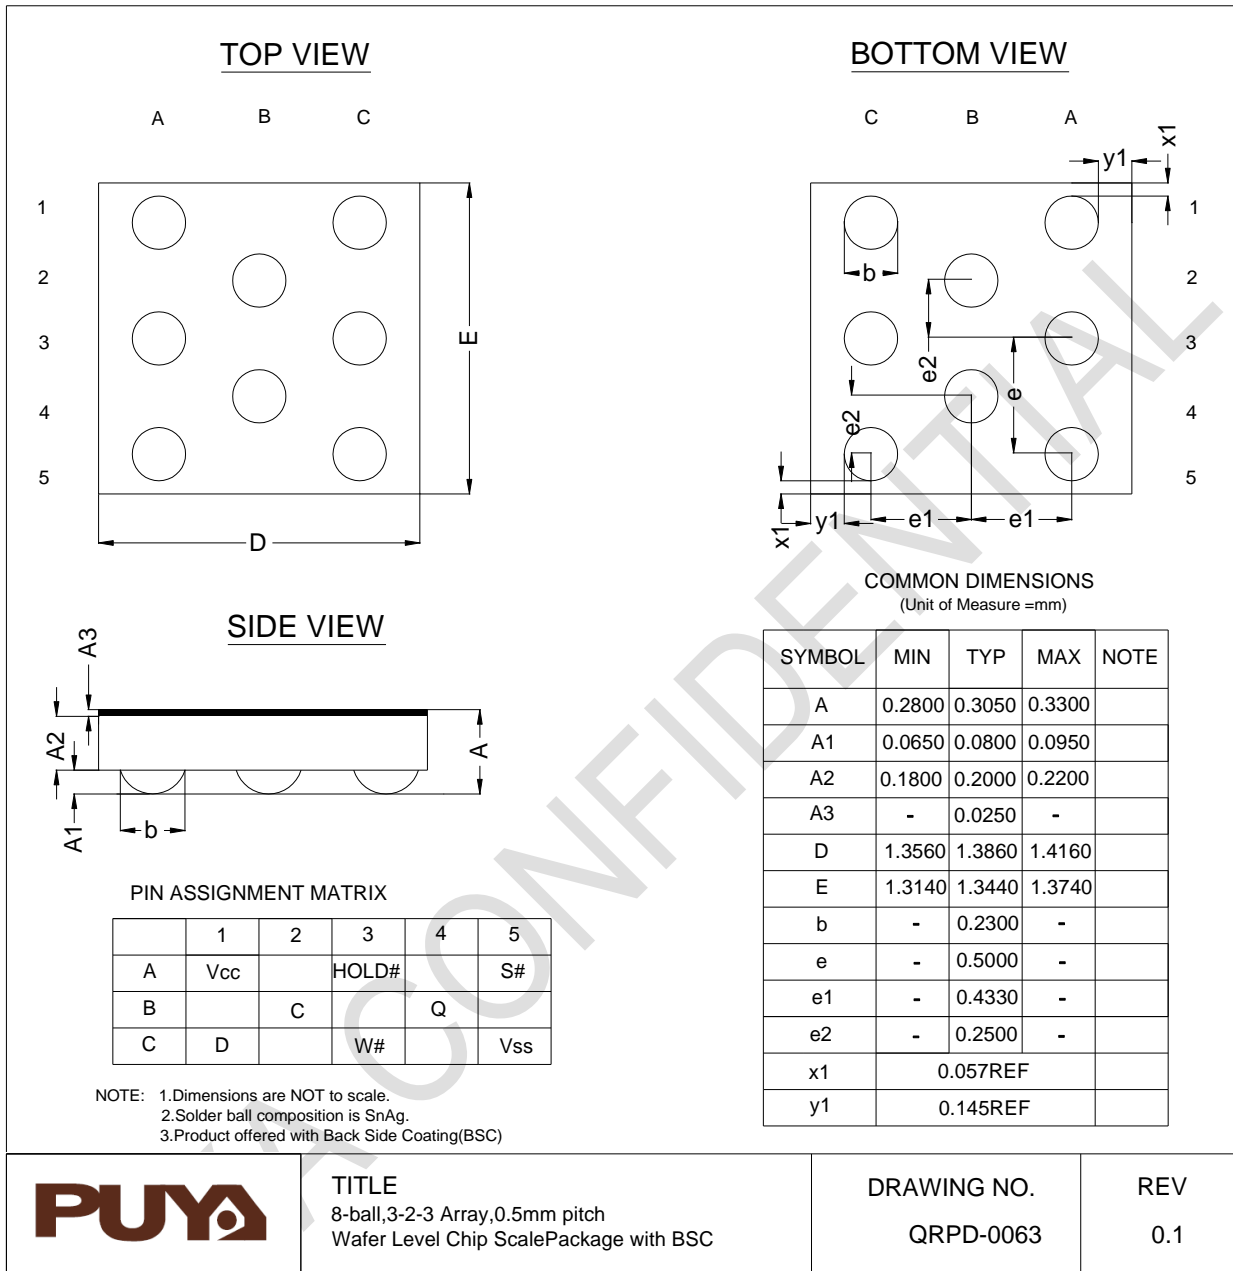 TOP VIEW
A B C
1
2
3
4
5
E
D
BOTTOM VIEW
C B A
x1
y1
1
b
2
e2
3
e
e2
4
5
x1
y1
e1
e1
SIDE VIEW
A3
A2
A1
b
A
COMMON DIMENSIONS
(Unit of Measure =mm)
SYMBOL MIN TYP MAX NOTE
A 0.2800 0.3050 0.3300
A1 0.0650 0.0800 0.0950
A2 0.1800 0.2000 0.2200
A3 - 0.0250 -
D 1.3560 1.3860 1.4160
E 1.3140 1.3440 1.3740
b - 0.2300 -
e - 0.5000 -
e1 - 0.4330 -
e2 - 0.2500 -
x1 0.057REF
y1 0.145REF
PIN ASSIGNMENT MATRIX
1 2 3 4 5
A Vcc HOLD# S#
B C Q
C D W# Vss
NOTE: 1.Dimensions are NOT to scale.
2.Solder ball composition is SnAg.
3.Product offered with Back Side Coating(BSC)
CONFIDENTIAL
PUYA
TITLE
8-ball,3-2-3 Array,0.5mm pitch
Wafer Level Chip ScalePackage with BSC
DRAWING NO.
QRPD-0063
REV
0.1